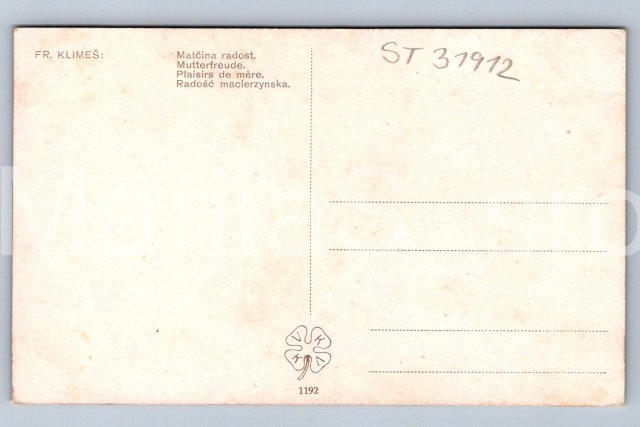 FR. KLIMEŠ:
Matčina radost.
Mutterfreude.
Plaisirs de mère.
Radość macierzynska.
ST 31912
V K
K V
1192